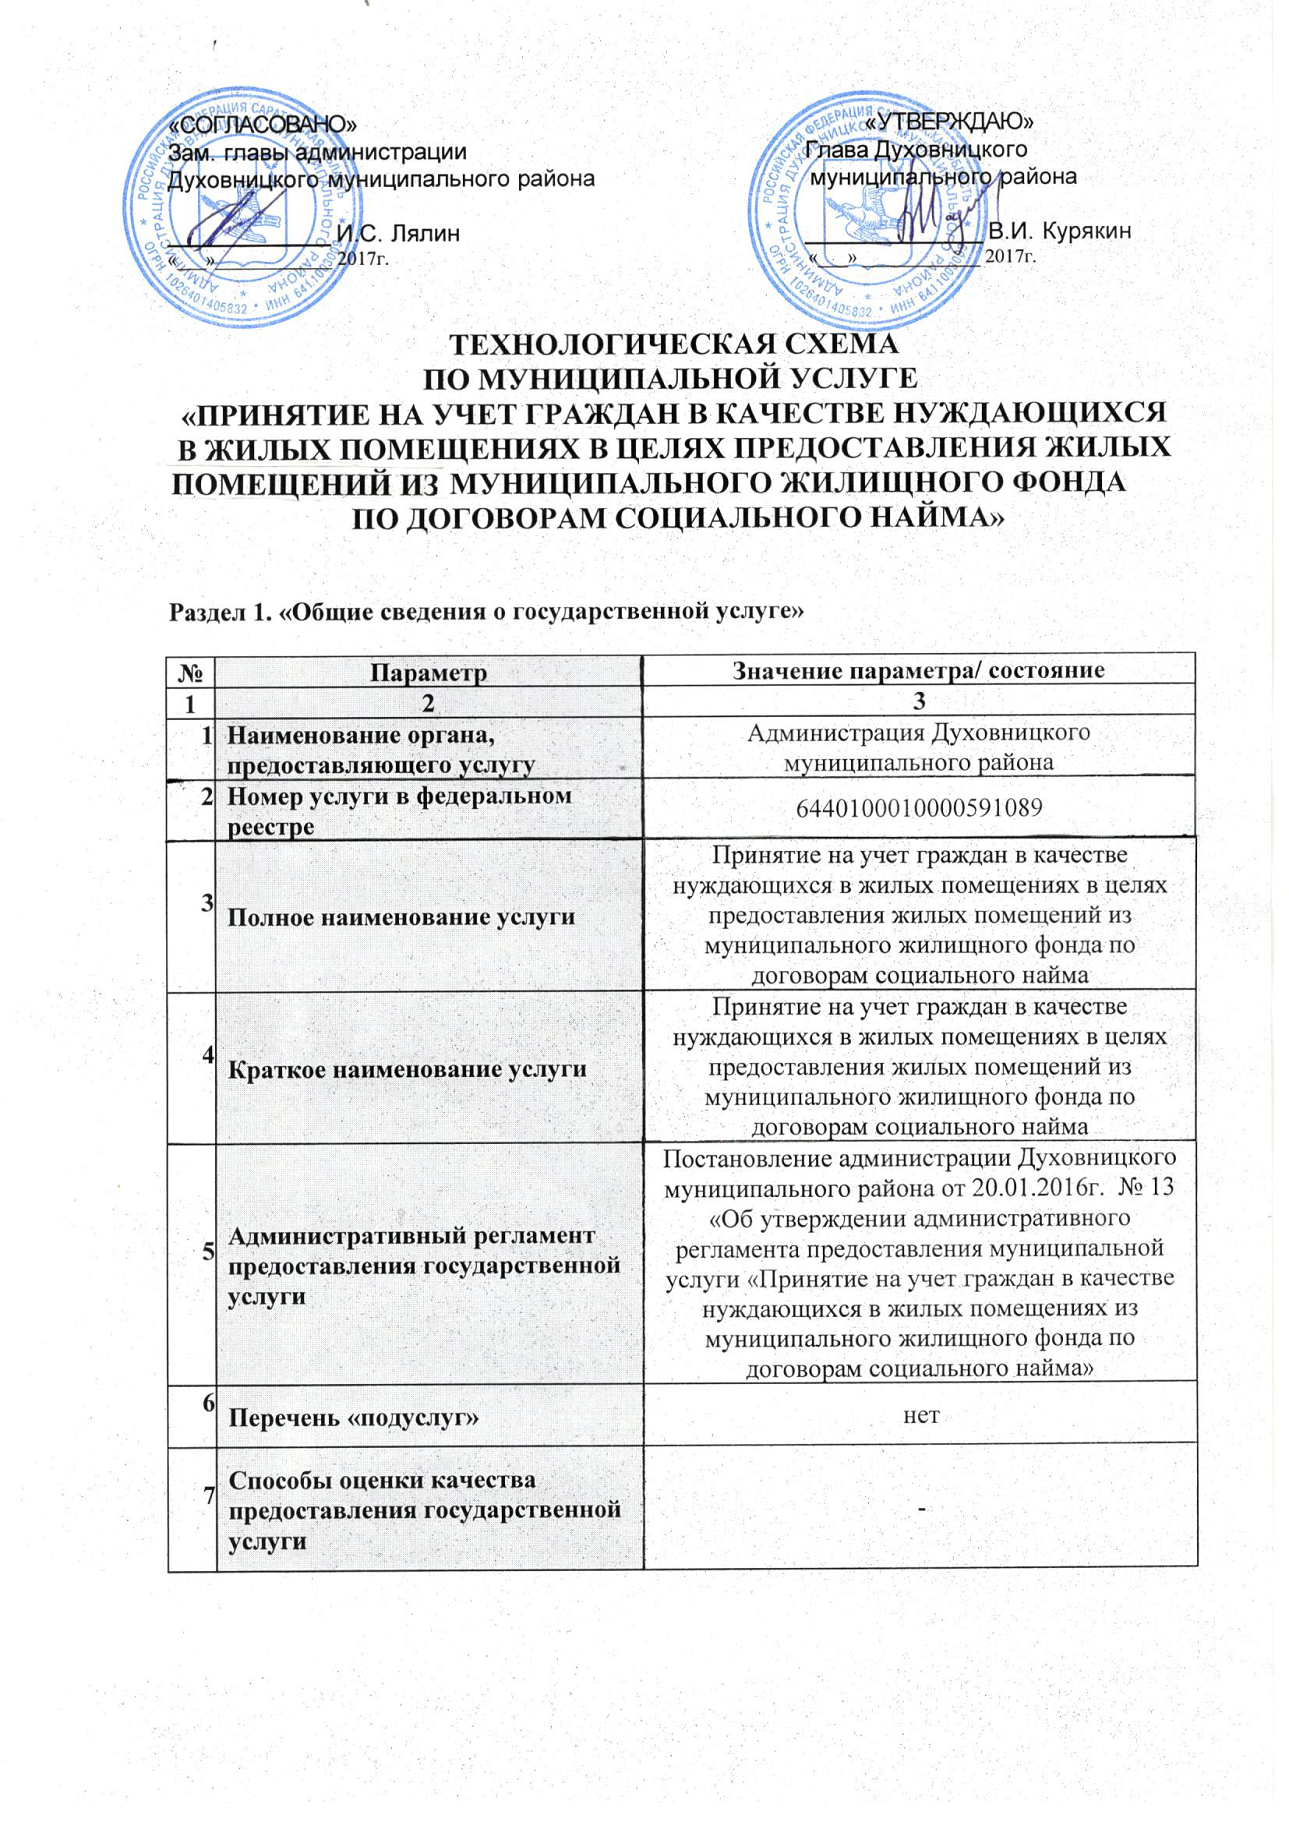 «СОГЛАСОВАНО»
Зам. главы администрации
Духовницкого муниципального района
И.С. Лялин
«___»____________2017г.
«УТВЕРЖДАЮ»
Глава Духовницкого
муниципального района
В.И. Курякин
«___»____________2017г.
ТЕХНОЛОГИЧЕСКАЯ СХЕМА
ПО МУНИЦИПАЛЬНОЙ УСЛУГЕ
«ПРИНЯТИЕ НА УЧЕТ ГРАЖДАН В КАЧЕСТВЕ НУЖДАЮЩИХСЯ
В ЖИЛЫХ ПОМЕЩЕНИЯХ В ЦЕЛЯХ ПРЕДОСТАВЛЕНИЯ ЖИЛЫХ
ПОМЕЩЕНИЙ ИЗ МУНИЦИПАЛЬНОГО ЖИЛИЩНОГО ФОНДА
ПО ДОГОВОРАМ СОЦИАЛЬНОГО НАЙМА»
Раздел 1. «Общие сведения о государственной услуге»
№ Параметр Значение параметра/ состояние
1 2 3
1 Наименование органа,
предоставляющего услугу
Администрация Духовницкого
муниципального района
2 Номер услуги в федеральном
реестре
6440100010000591089
3 Полное наименование услуги
Принятие на учет граждан в качестве
нуждающихся в жилых помещениях в целях
предоставления жилых помещений из
муниципального жилищного фонда по
договорам социального найма
4 Краткое наименование услуги
Принятие на учет граждан в качестве
нуждающихся в жилых помещениях в целях
предоставления жилых помещений из
муниципального жилищного фонда по
договорам социального найма
5 Административный регламент
предоставления государственной
услуги
Постановление администрации Духовницкого
муниципального района от 20.01.2016г. № 13
«Об утверждении административного
регламента предоставления муниципальной
услуги «Принятие на учет граждан в качестве
нуждающихся в жилых помещениях из
муниципального жилищного фонда по
договорам социального найма»
6 Перечень «подуслуг»
нет
7 Способы оценки качества
предоставления государственной
услуги
-